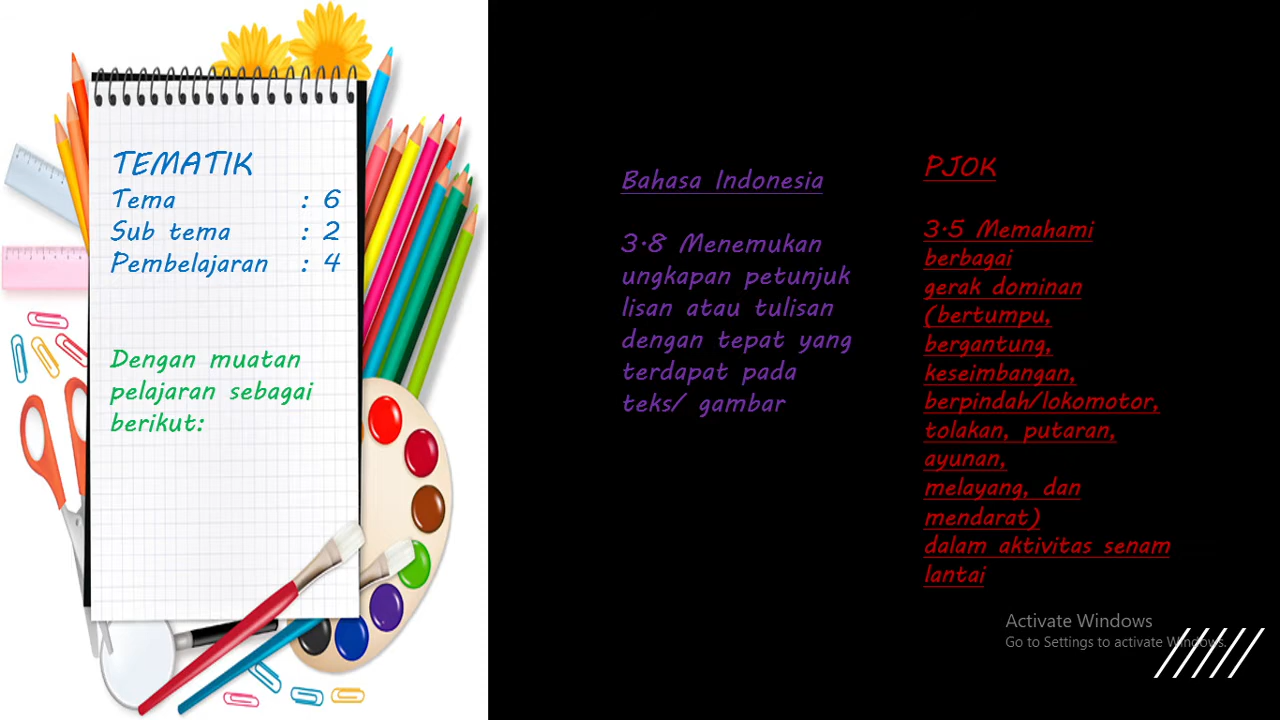 TEMATIK
Tema : 6
Sub tema : 2
Pembelajaran : 4
Dengan muatan
pelajaran sebagai
berikut:
Bahasa Indonesia
3.8 Menemukan
ungkapan petunjuk
lisan atau tulisan
dengan tepat yang
terdapat pada
teks/ gambar
PJOK
3.5 Memahami
berbagai
gerak dominan
(bertumpu,
bergantung,
keseimbangan,
berpindah/lokomotor,
tolakan, putaran,
ayunan,
melayang, dan
mendarat)
dalam aktivitas senam
lantai
Activate Windows
Go to Settings to activate Windows.